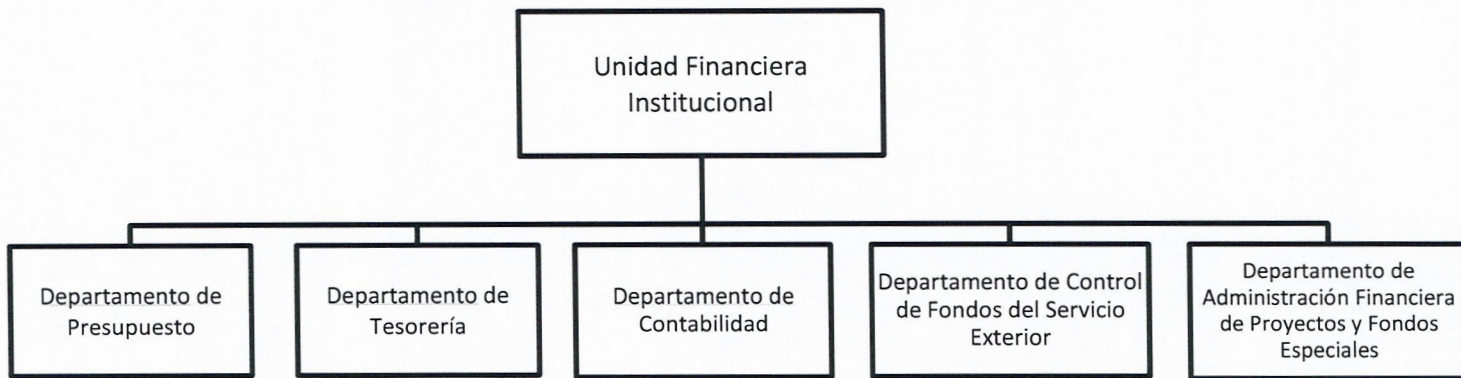 Unidad Financiera
Institucional
Departamento de
Presupuesto
Departamento de
Tesorería
Departamento de
Contabilidad
Departamento de Control
de Fondos del Servicio
Exterior
Departamento de
Administración Financiera
de Proyectos y Fondos
Especiales